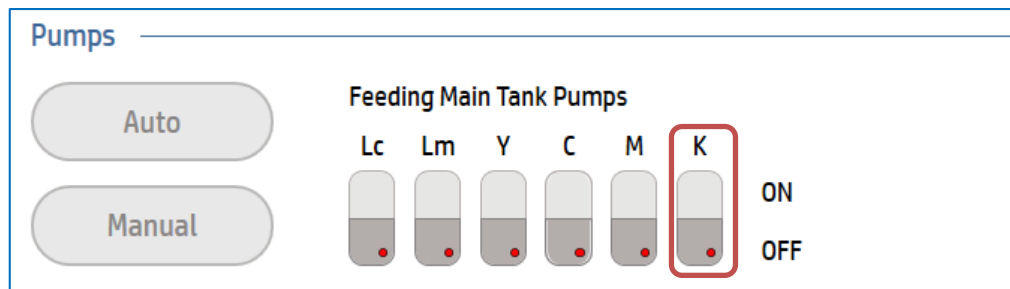 Pumps
Auto
Manual
Feeding Main Tank Pumps
Lc Lm Y C M K
ON
OFF